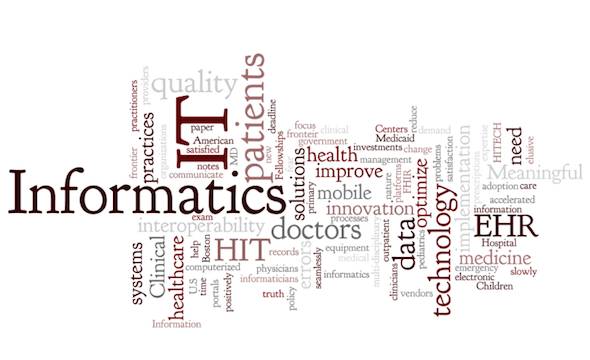 practitioners
providers
quality
patients
practices
organizations
IT
paper
American
satisfied
notes
communicate
MD
new
deadline
Fellowships
frontier
focus
frontier
clinical
government
Centers
Medicaid
reduce
demand
investments
change
solutions
health
improve
management
primary
mobile
innovation
processes
nature
platforms
FHIR
optimize
problems
satisfaction
implementation
expertise
HITECH
need
elusive
Meaningful
adoption
care
accelerated
information
Informatics
exam
interoperability
doctors
systems
Clinical
healthcare
U.S
help
time
Boston
computerized
portals
positively
HIT
records
physicians
informaticians
truth
policy
errors
seamlessly
equipment
medical
informatics
multidisciplinary
outpatient
clinicians
data
pediatrics
vendors
technology
EHR
Hospital
medicine
emergency
electronic
slowly
Children
Information